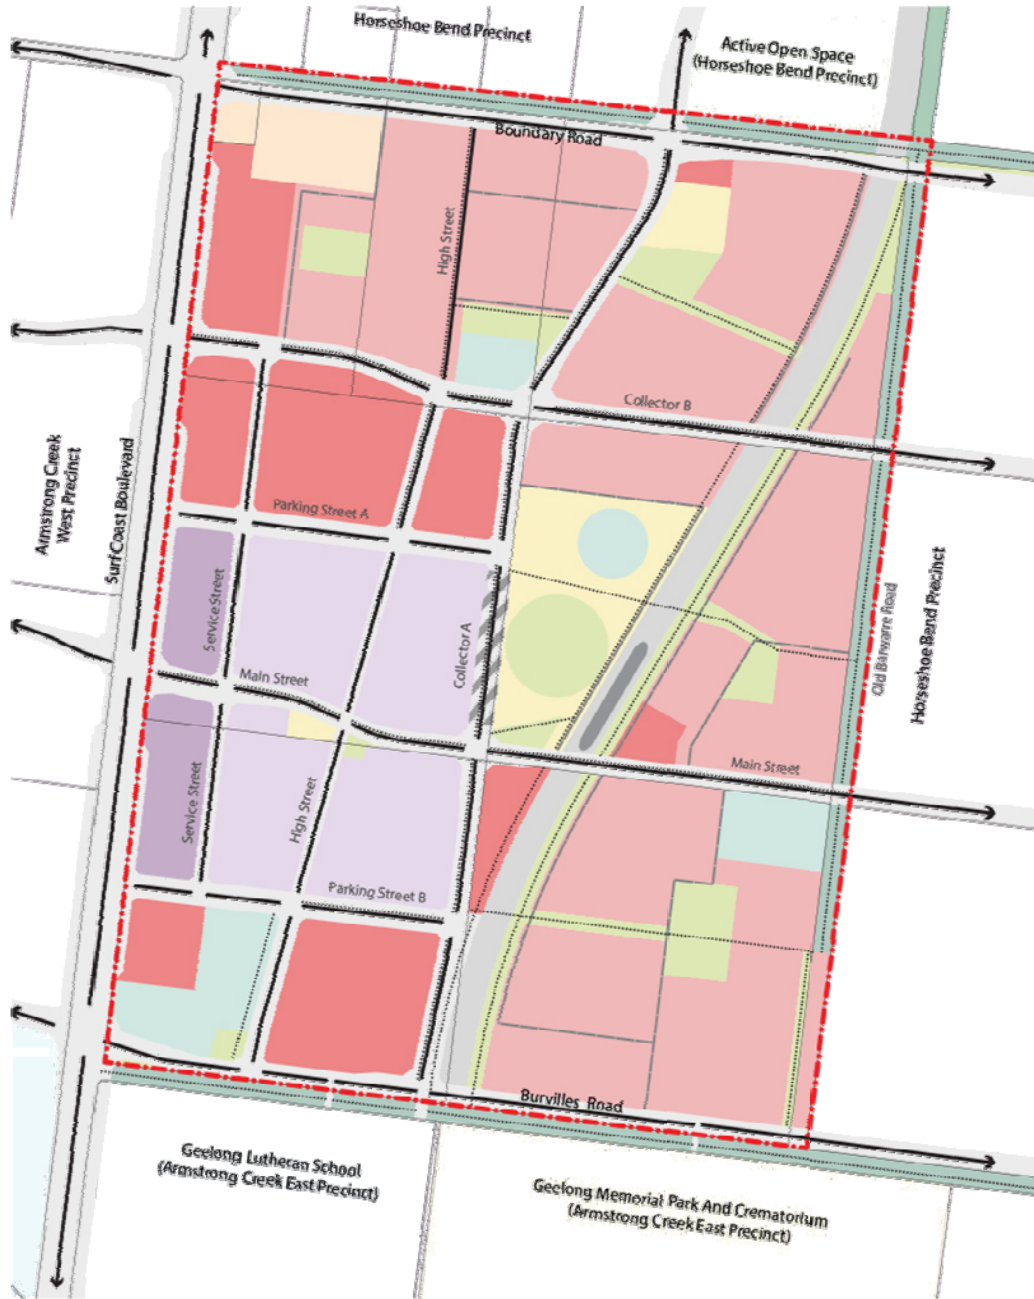 Horseshoe Bend Precinct
Active Open Space
(Horseshoe Bend Precinct)
Boundary Road
High Street
Collector B
Armstrong Creek
West Precinct
Surf Coast Boulevard
Parking Street A
Service Street
Main Street
Collector A
Old Barwarre Road
Horseshoe Bend Precinct
Service Street
High Street
Main Street
Parking Street B
Burvilles Road
Geelong Lutheran School
(Armstrong Creek East Precinct)
Geelong Memorial Park And Crematorium
(Armstrong Creek East Precinct)